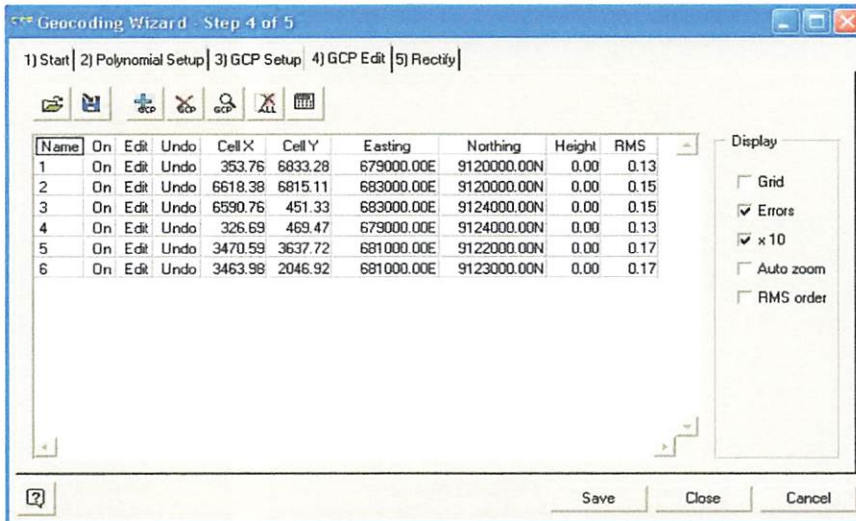 Geocoding Wizard - Step 4 of 5
1) Start 2) Polynomial Setup 3) GCP Setup 4) GCP Edit 5) Rectify
GCP GCP GCP ALL
Name On Edit Undo Cell X Cell Y Easting Northing Height RMS
1 On Edit Undo 353.76 6833.28 679000.00E 9120000.00N 0.00 0.13
2 On Edit Undo 6618.38 6815.11 683000.00E 9120000.00N 0.00 0.15
3 On Edit Undo 6590.76 451.33 683000.00E 9124000.00N 0.00 0.15
4 On Edit Undo 326.69 469.47 679000.00E 9124000.00N 0.00 0.13
5 On Edit Undo 3470.59 3637.72 681000.00E 9122000.00N 0.00 0.17
6 On Edit Undo 3463.98 2046.92 681000.00E 9123000.00N 0.00 0.17
Display
Grid
Errors
x 10
Auto zoom
RMS order
? Save Close Cancel